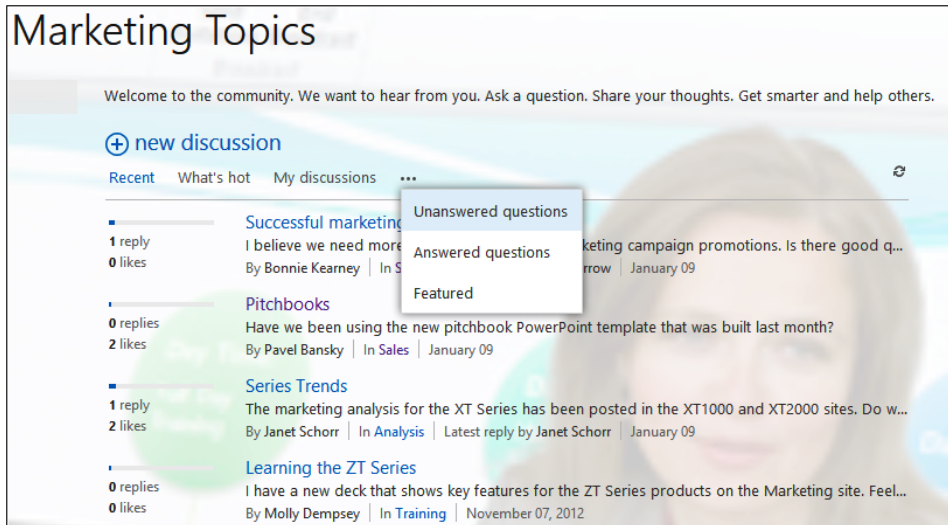 Marketing Topics
Welcome to the community. We want to hear from you. Ask a question. Share your thoughts. Get smarter and help others.
new discussion
Recent What's hot My discussions ...
Unanswered questions
Answered questions
Featured
Successful marketing
1 reply
0 likes
I believe we need more keting campaign promotions. Is there good q...
By Bonnie Kearney | In S rrow | January 09
Pitchbooks
0 replies
2 likes
Have we been using the new pitchbook PowerPoint template that was built last month?
By Pavel Bansky | In Sales | January 09
Series Trends
1 reply
2 likes
The marketing analysis for the XT Series has been posted in the XT1000 and XT2000 sites. Do w...
By Janet Schorr | In Analysis | Latest reply by Janet Schorr | January 09
Learning the ZT Series
0 replies
0 likes
I have a new deck that shows key features for the ZT Series products on the Marketing site. Feel...
By Molly Dempsey | In Training | November 07, 2012